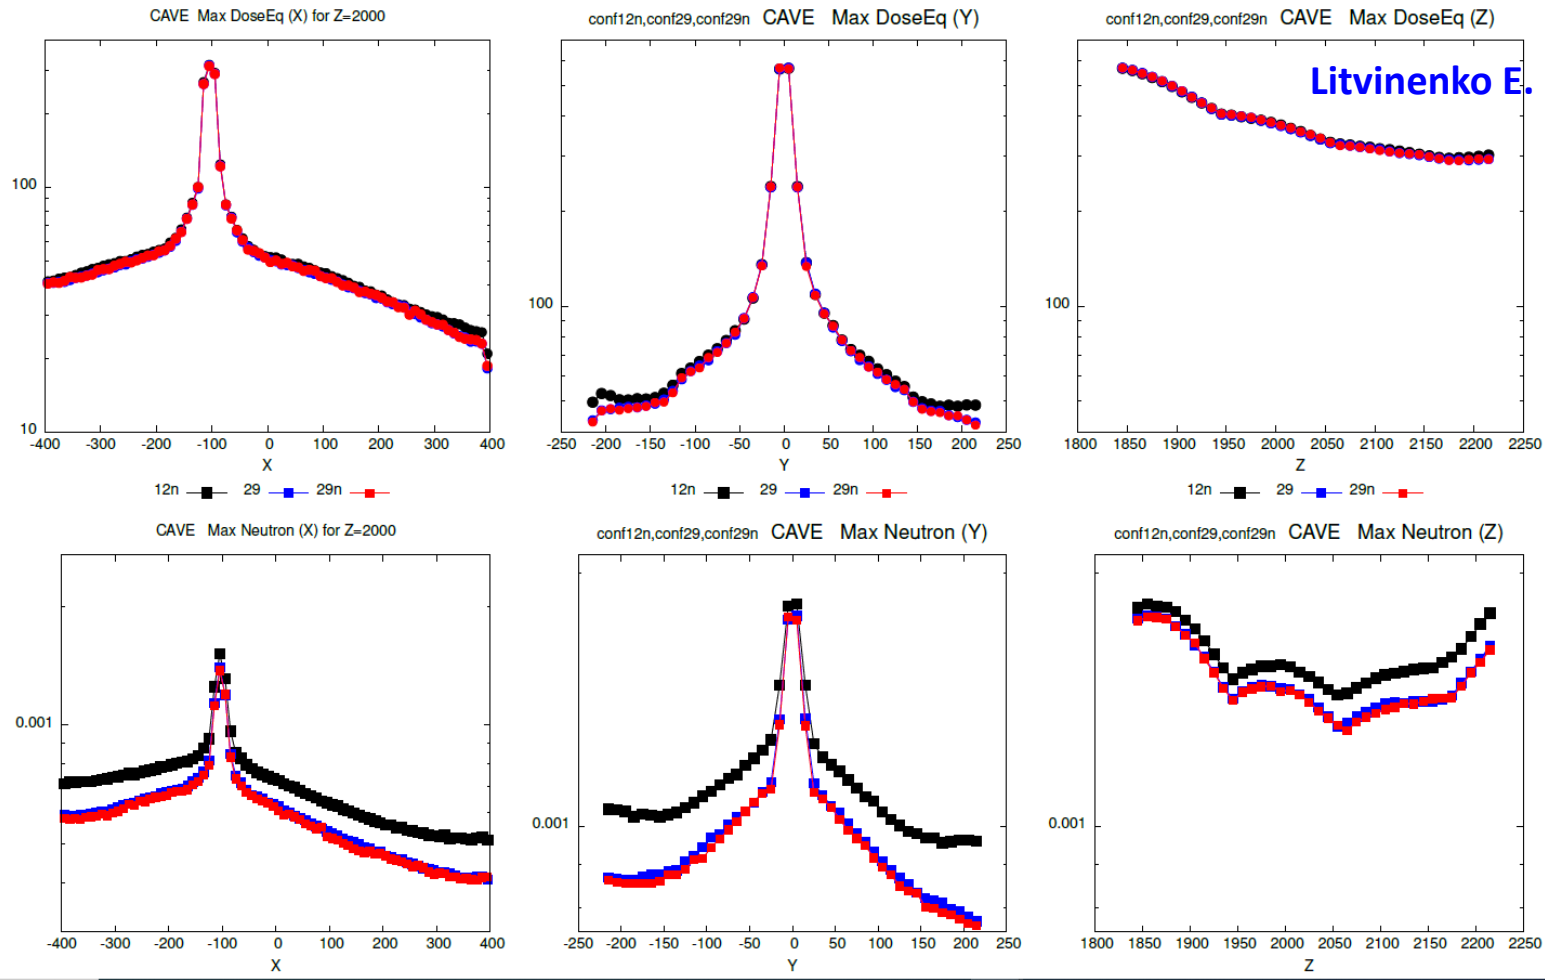 CAVE Max DoseEq (X) for Z=2000
100
10
-400 -300 -200 -100 0 100 200 300 400
X
conf12n,conf29,conf29n CAVE Max DoseEq (Y)
100
-250 -200 -150 -100 -50 0 50 100 150 200 250
Y
conf12n,conf29,conf29n CAVE Max DoseEq (Z)
Litvinenko E.
100
1800 1850 1900 1950 2000 2050 2100 2150 2200 2250
Z
12n 29 29n
12n 29 29n
12n 29 29n
CAVE Max Neutron (X) for Z=2000
0.001
-400 -300 -200 -100 0 100 200 300 400
X
conf12n,conf29,conf29n CAVE Max Neutron (Y)
0.001
-250 -200 -150 -100 -50 0 50 100 150 200 250
Y
conf12n,conf29,conf29n CAVE Max Neutron (Z)
0.001
1800 1850 1900 1950 2000 2050 2100 2150 2200 2250
Z